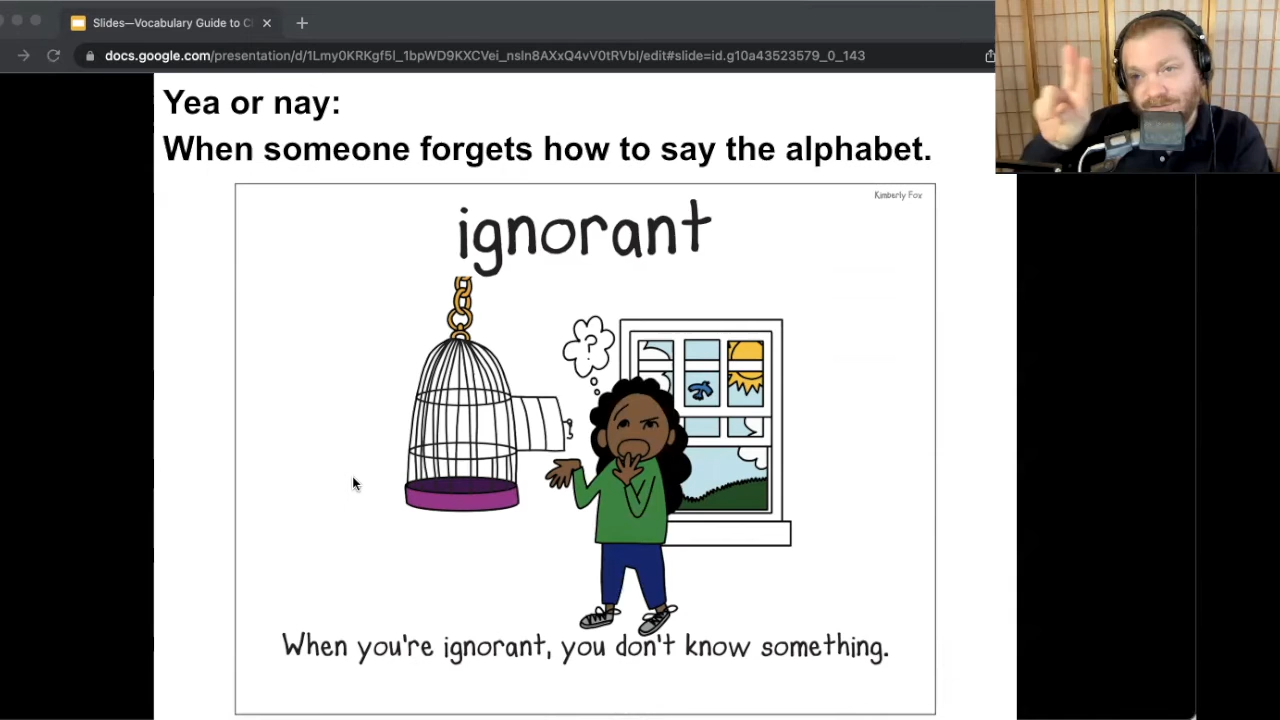 Slides—Vocabulary Guide to C
docs.google.com/presentation/d/1Lmy0KRKgf5l_1bpWD9KXCVei_nsln8AXxQ4vV0tRVbI/edit#slide=id.g10a43523579_0_143
Yea or nay:
When someone forgets how to say the alphabet.
Kimberly Fox
ignorant
?
When you're ignorant, you don't know something.